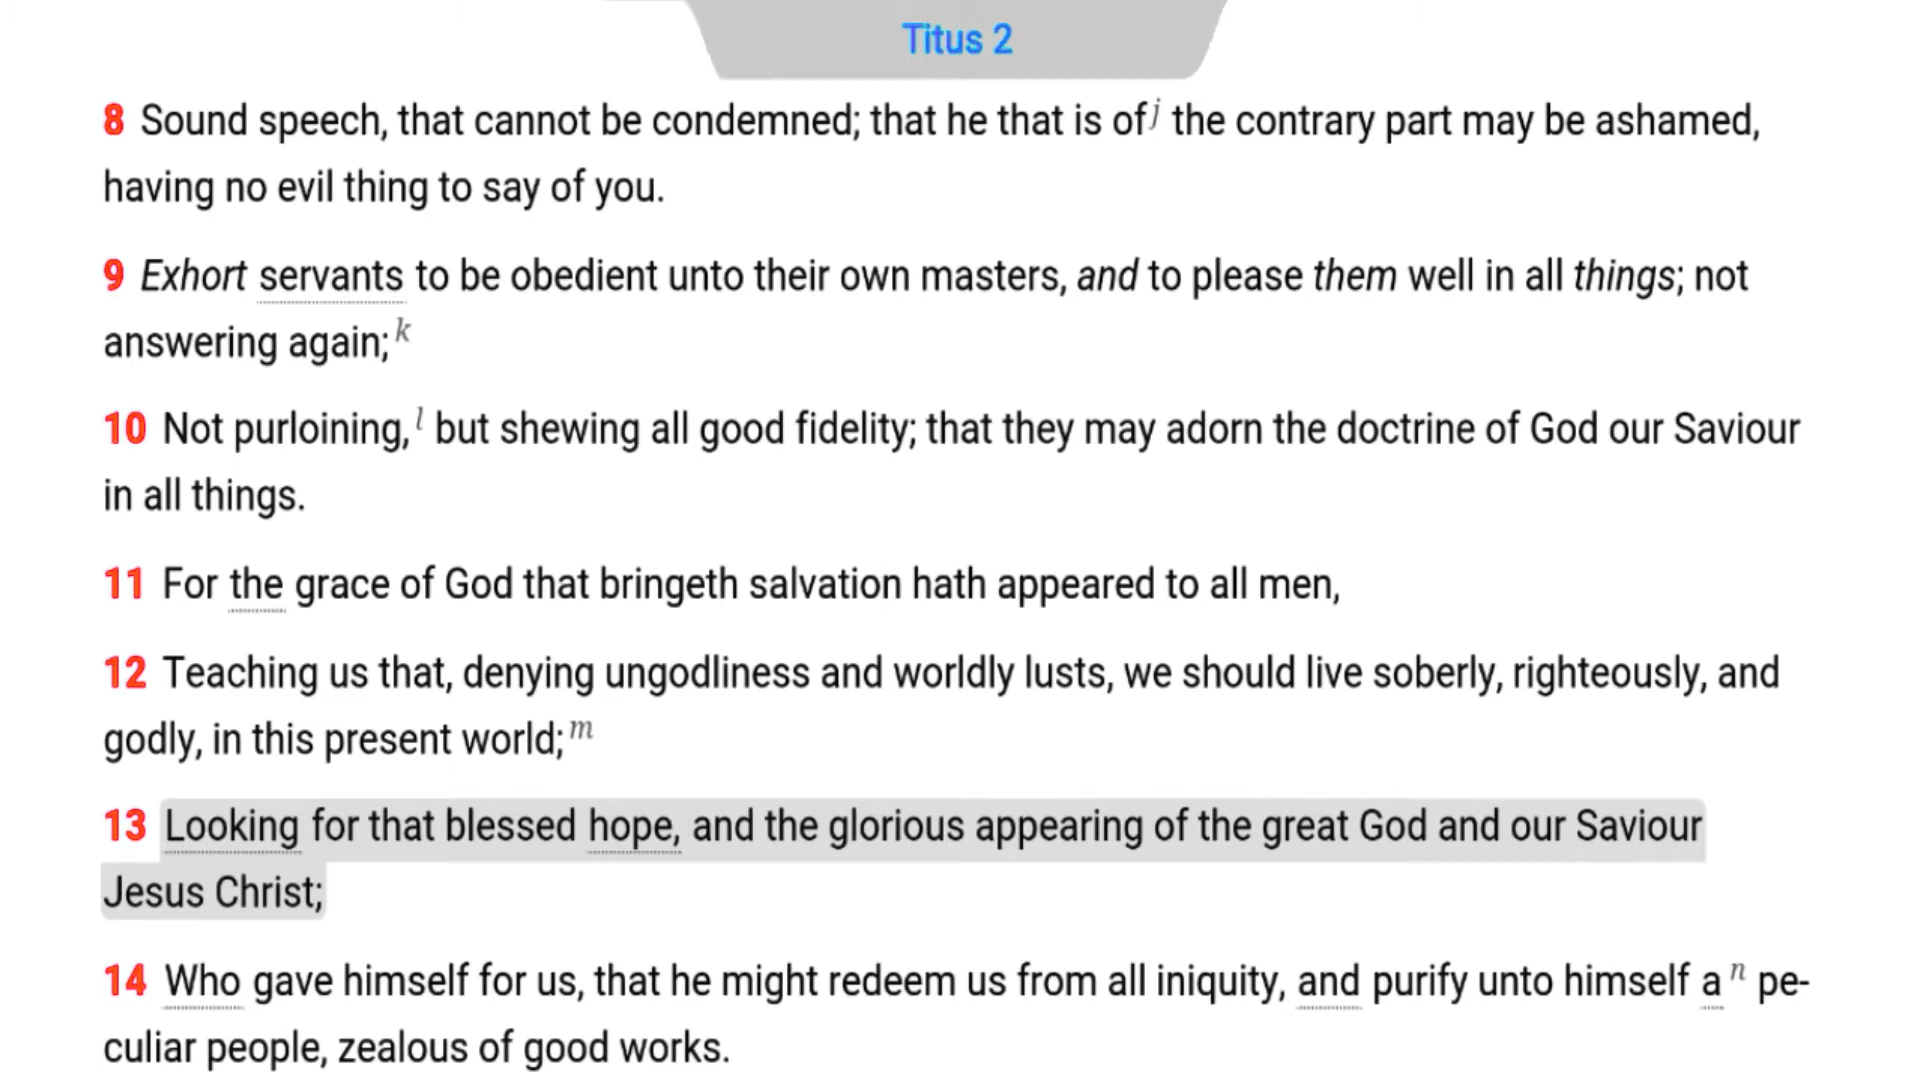 Titus 2
8 Sound speech, that cannot be condemned; that he that is of j the contrary part may be ashamed,
having no evil thing to say of you.
9 Exhort servants to be obedient unto their own masters, and to please them well in all things; not
answering again; k
10 Not purloining, l but shewing all good fidelity; that they may adorn the doctrine of God our Saviour
in all things.
11 For the grace of God that bringeth salvation hath appeared to all men,
12 Teaching us that, denying ungodliness and worldly lusts, we should live soberly, righteously, and
godly, in this present world; m
13 Looking for that blessed hope, and the glorious appearing of the great God and our Saviour
Jesus Christ;
14 Who gave himself for us, that he might redeem us from all iniquity, and purify unto himself a n pe-
culiar people, zealous of good works.